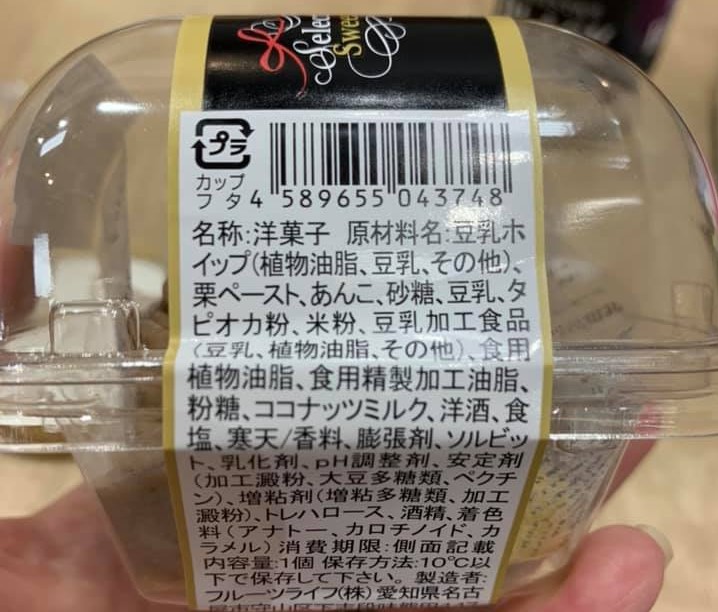 Selec
Swee
プラ
カップ
フタ
4 589655 043748
名称:洋菓子 原材料名:豆乳ホ
イップ(植物油脂、豆乳、その他)、
栗ペースト、あんこ、砂糖、豆乳、タ
ピオカ粉、米粉、豆乳加工食品
(豆乳、植物油脂、その他)、食用
植物油脂、食用精製加工油脂、
粉糖、ココナッツミルク、洋酒、食
塩、寒天/香料、膨張剤、ソルビッ
ト、乳化剤、pH調整剤、安定剤
(加工澱粉、大豆多糖類、ペクチ
ン)、増粘剤(増粘多糖類、加工
澱粉)、トレハロース、酒精、着色
料(アナトー、カロチノイド、カ
ラメル) 消費期限:側面記載
内容量:1個 保存方法:10℃以
下で保存して下さい。製造者:
フルーツライフ(株) 愛知県名古
屋市守山区下志段味